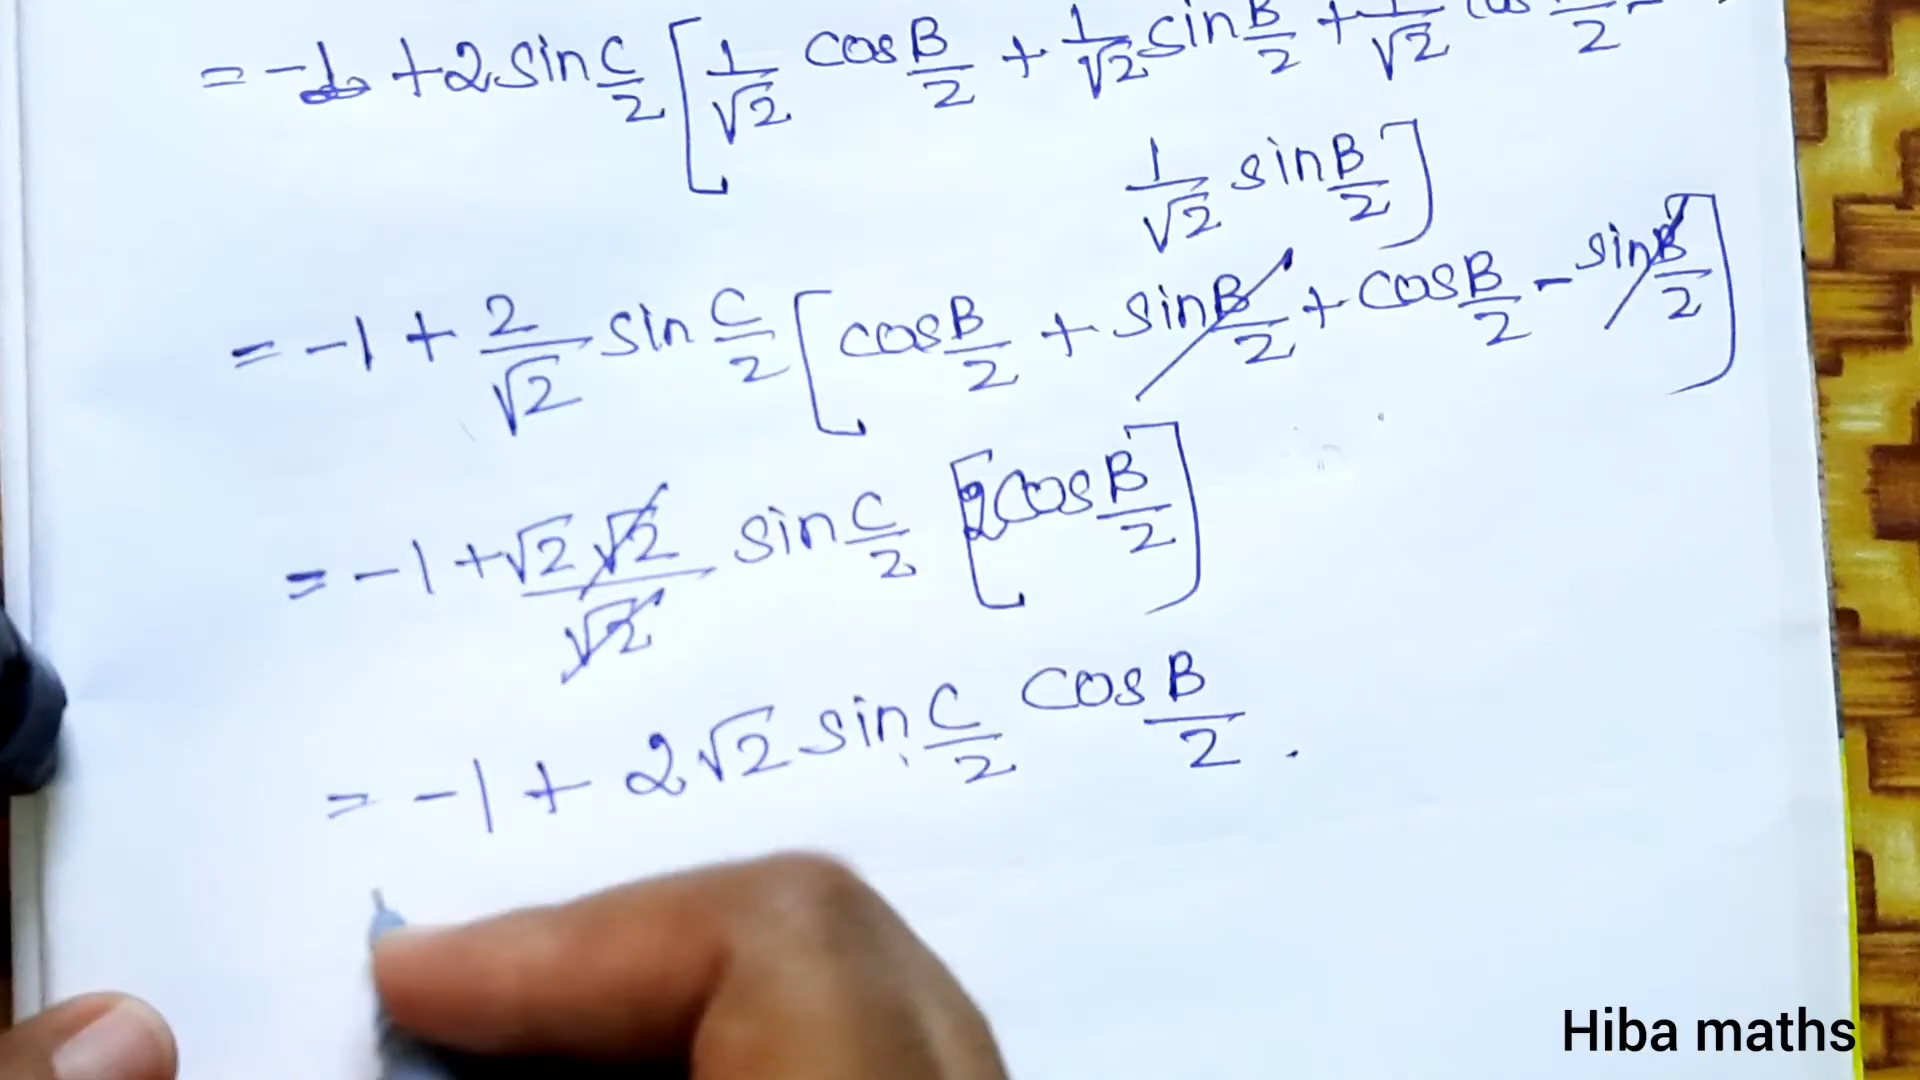 = -1 + 2 sin C/2 [1/√2 cos B/2 + 1/√2 sin B/2 + 1/√2 cos /2 -
1/√2 sin B/2]
= -1 + 2/√2 sin C/2 [cos B/2 + sin B/2 + cos B/2 - sin B/2]
= -1 + √2 √2/√2 sin C/2 [2cos B/2]
= -1 + 2√2 sin C/2 cos B/2 .
Hiba maths